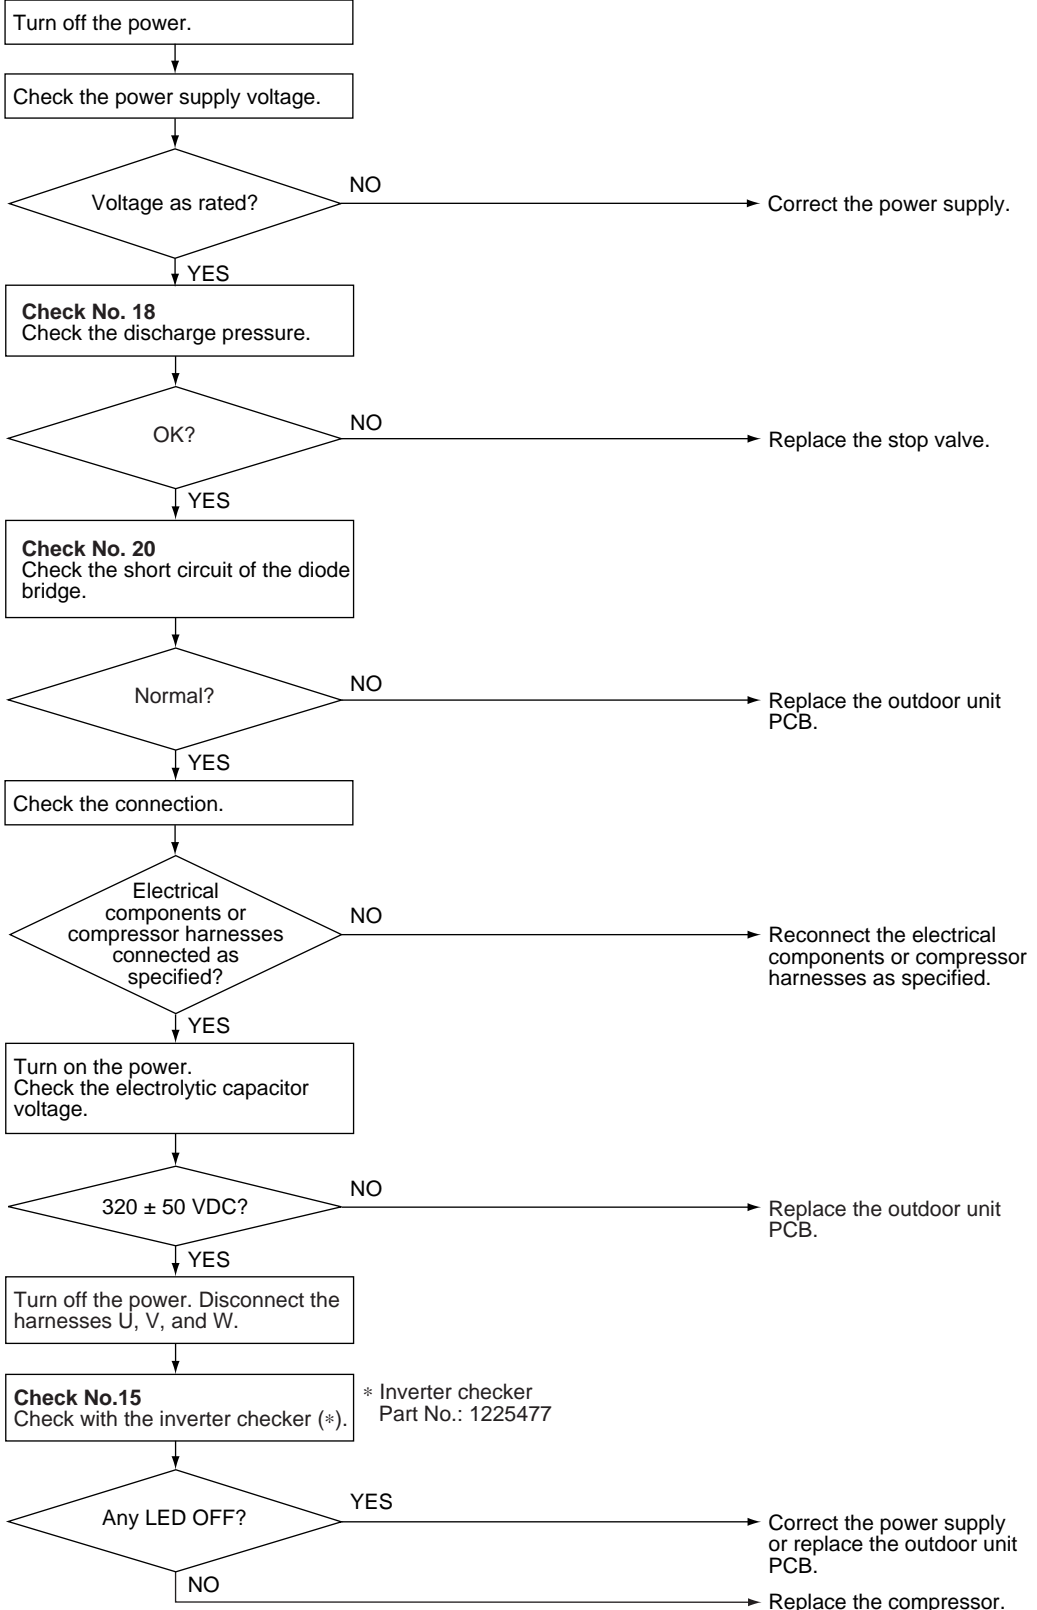 Turn off the power.
Check the power supply voltage.
Voltage as rated?
NO
Correct the power supply.
YES
Check No. 18
Check the discharge pressure.
OK?
NO
Replace the stop valve.
YES
Check No. 20
Check the short circuit of the diode
bridge.
Normal?
NO
Replace the outdoor unit
PCB.
YES
Check the connection.
Electrical
components or
compressor harnesses
connected as
specified?
NO
Reconnect the electrical
components or compressor
harnesses as specified.
YES
Turn on the power.
Check the electrolytic capacitor
voltage.
320 ± 50 VDC?
NO
Replace the outdoor unit
PCB.
YES
Turn off the power. Disconnect the
harnesses U, V, and W.
Check No.15
Check with the inverter checker (∗).
∗ Inverter checker
Part No.: 1225477
Any LED OFF?
YES
Correct the power supply
or replace the outdoor unit
PCB.
NO
Replace the compressor.